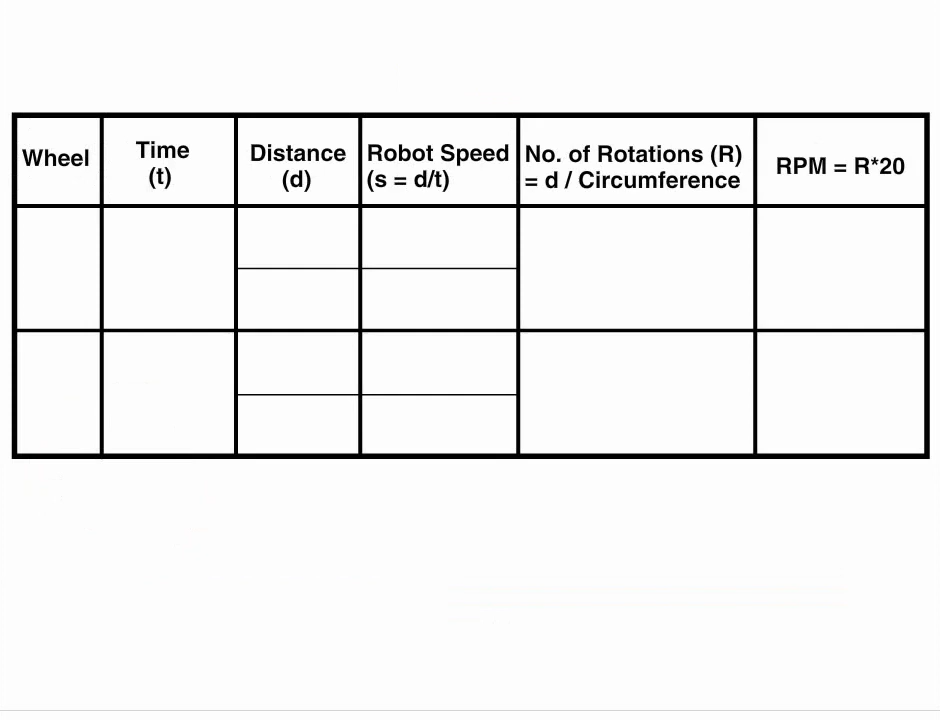 Wheel
Time
(t)
Distance
(d)
Robot Speed
(s = d/t)
No. of Rotations (R)
= d / Circumference
RPM = R*20